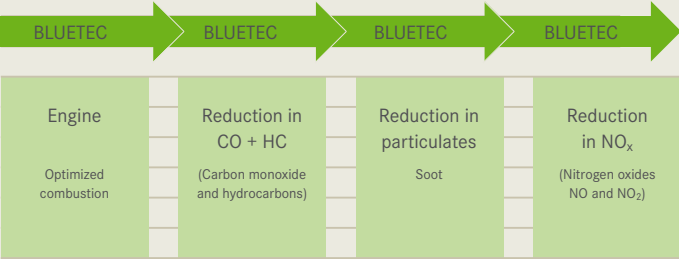 BLUETEC
BLUETEC
BLUETEC
BLUETEC
Engine
Optimized
combustion
Reduction in
CO + HC
(Carbon monoxide
and hydrocarbons)
Reduction in
particulates
Soot
Reduction
in NOₓ
(Nitrogen oxides
NO and NO₂)